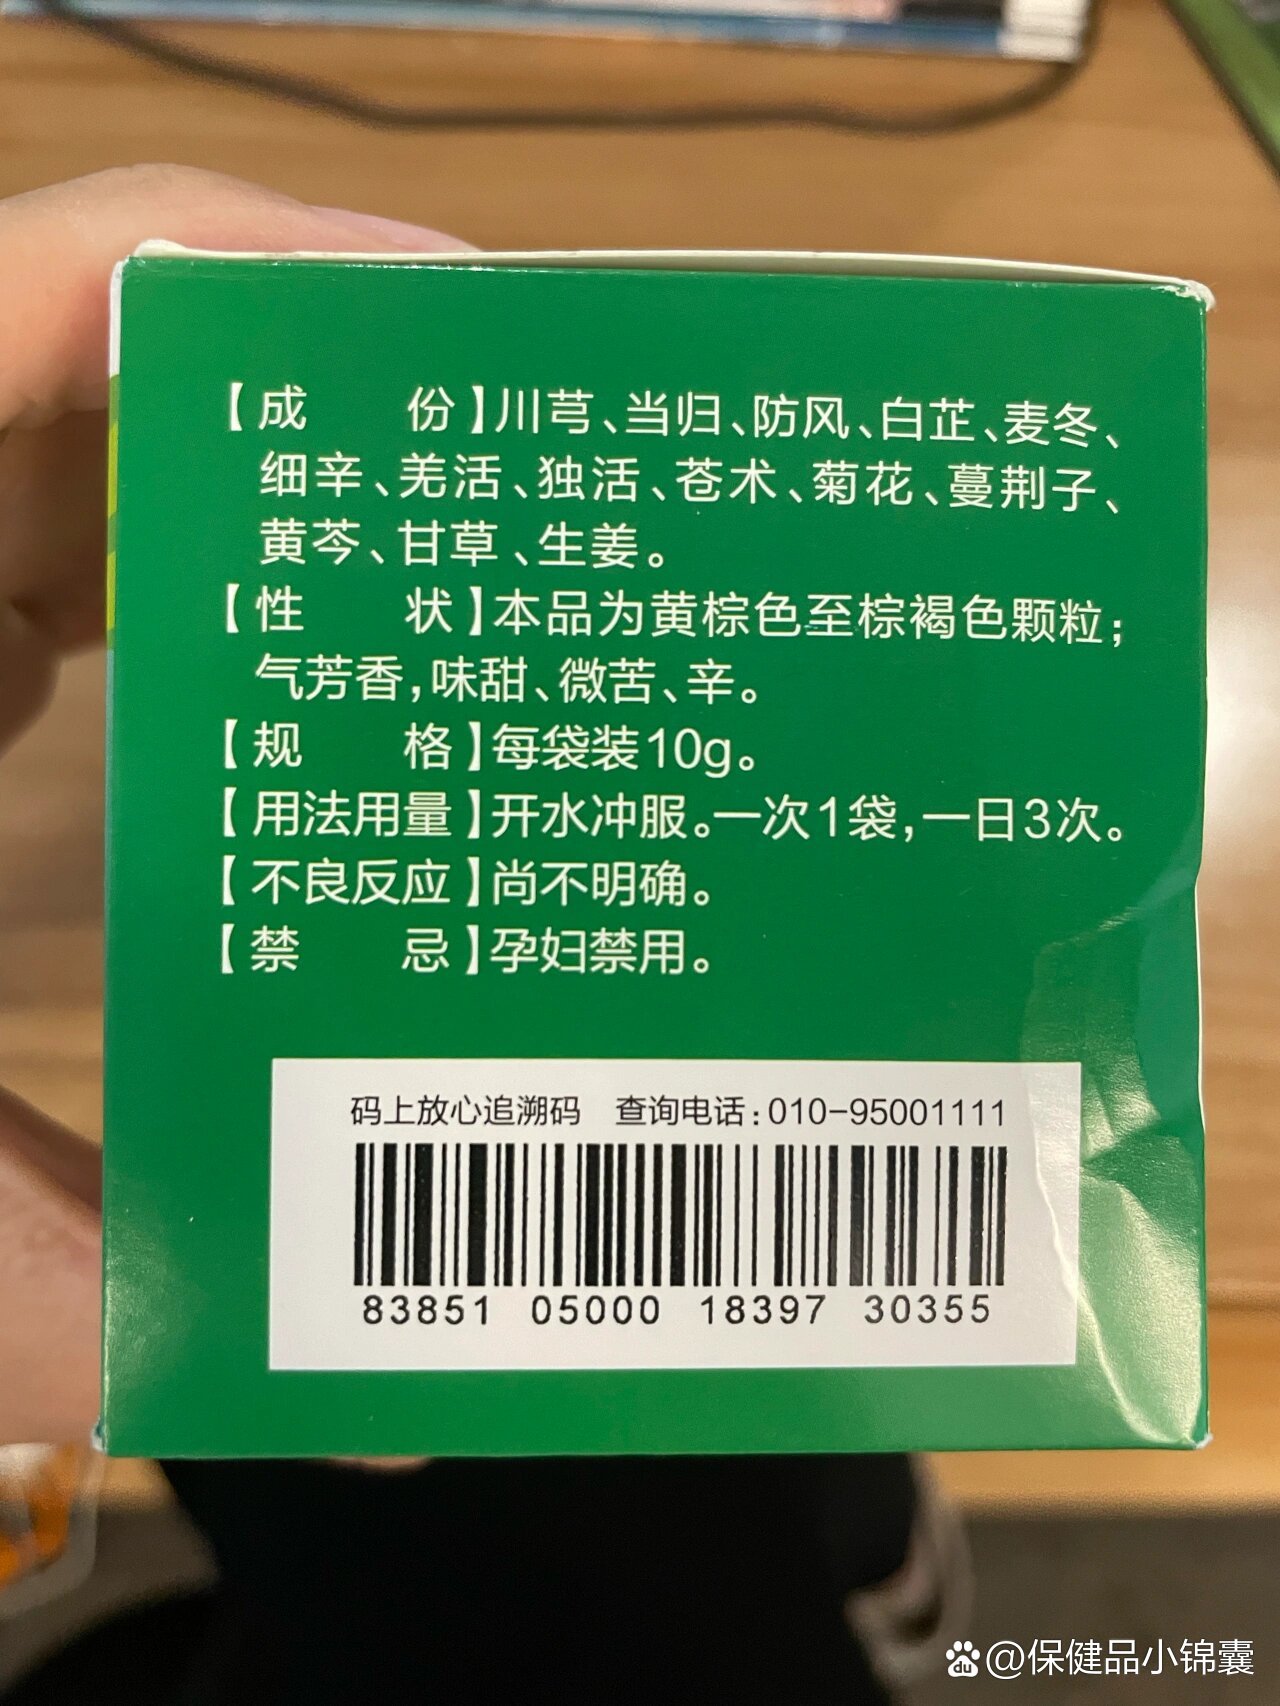 【成　　份】川芎、当归、防风、白芷、麦冬、
细辛、羌活、独活、苍术、菊花、蔓荆子、
黄芩、甘草、生姜。
【性　　状】本品为黄棕色至棕褐色颗粒；
气芳香，味甜、微苦、辛。
【规　　格】每袋装10g。
【用法用量】开水冲服。一次1袋，一日3次。
【不良反应】尚不明确。
【禁　　忌】孕妇禁用。
码上放心追溯码　查询电话：010-95001111
83851 05000 18397 30355
du @保健品小锦囊